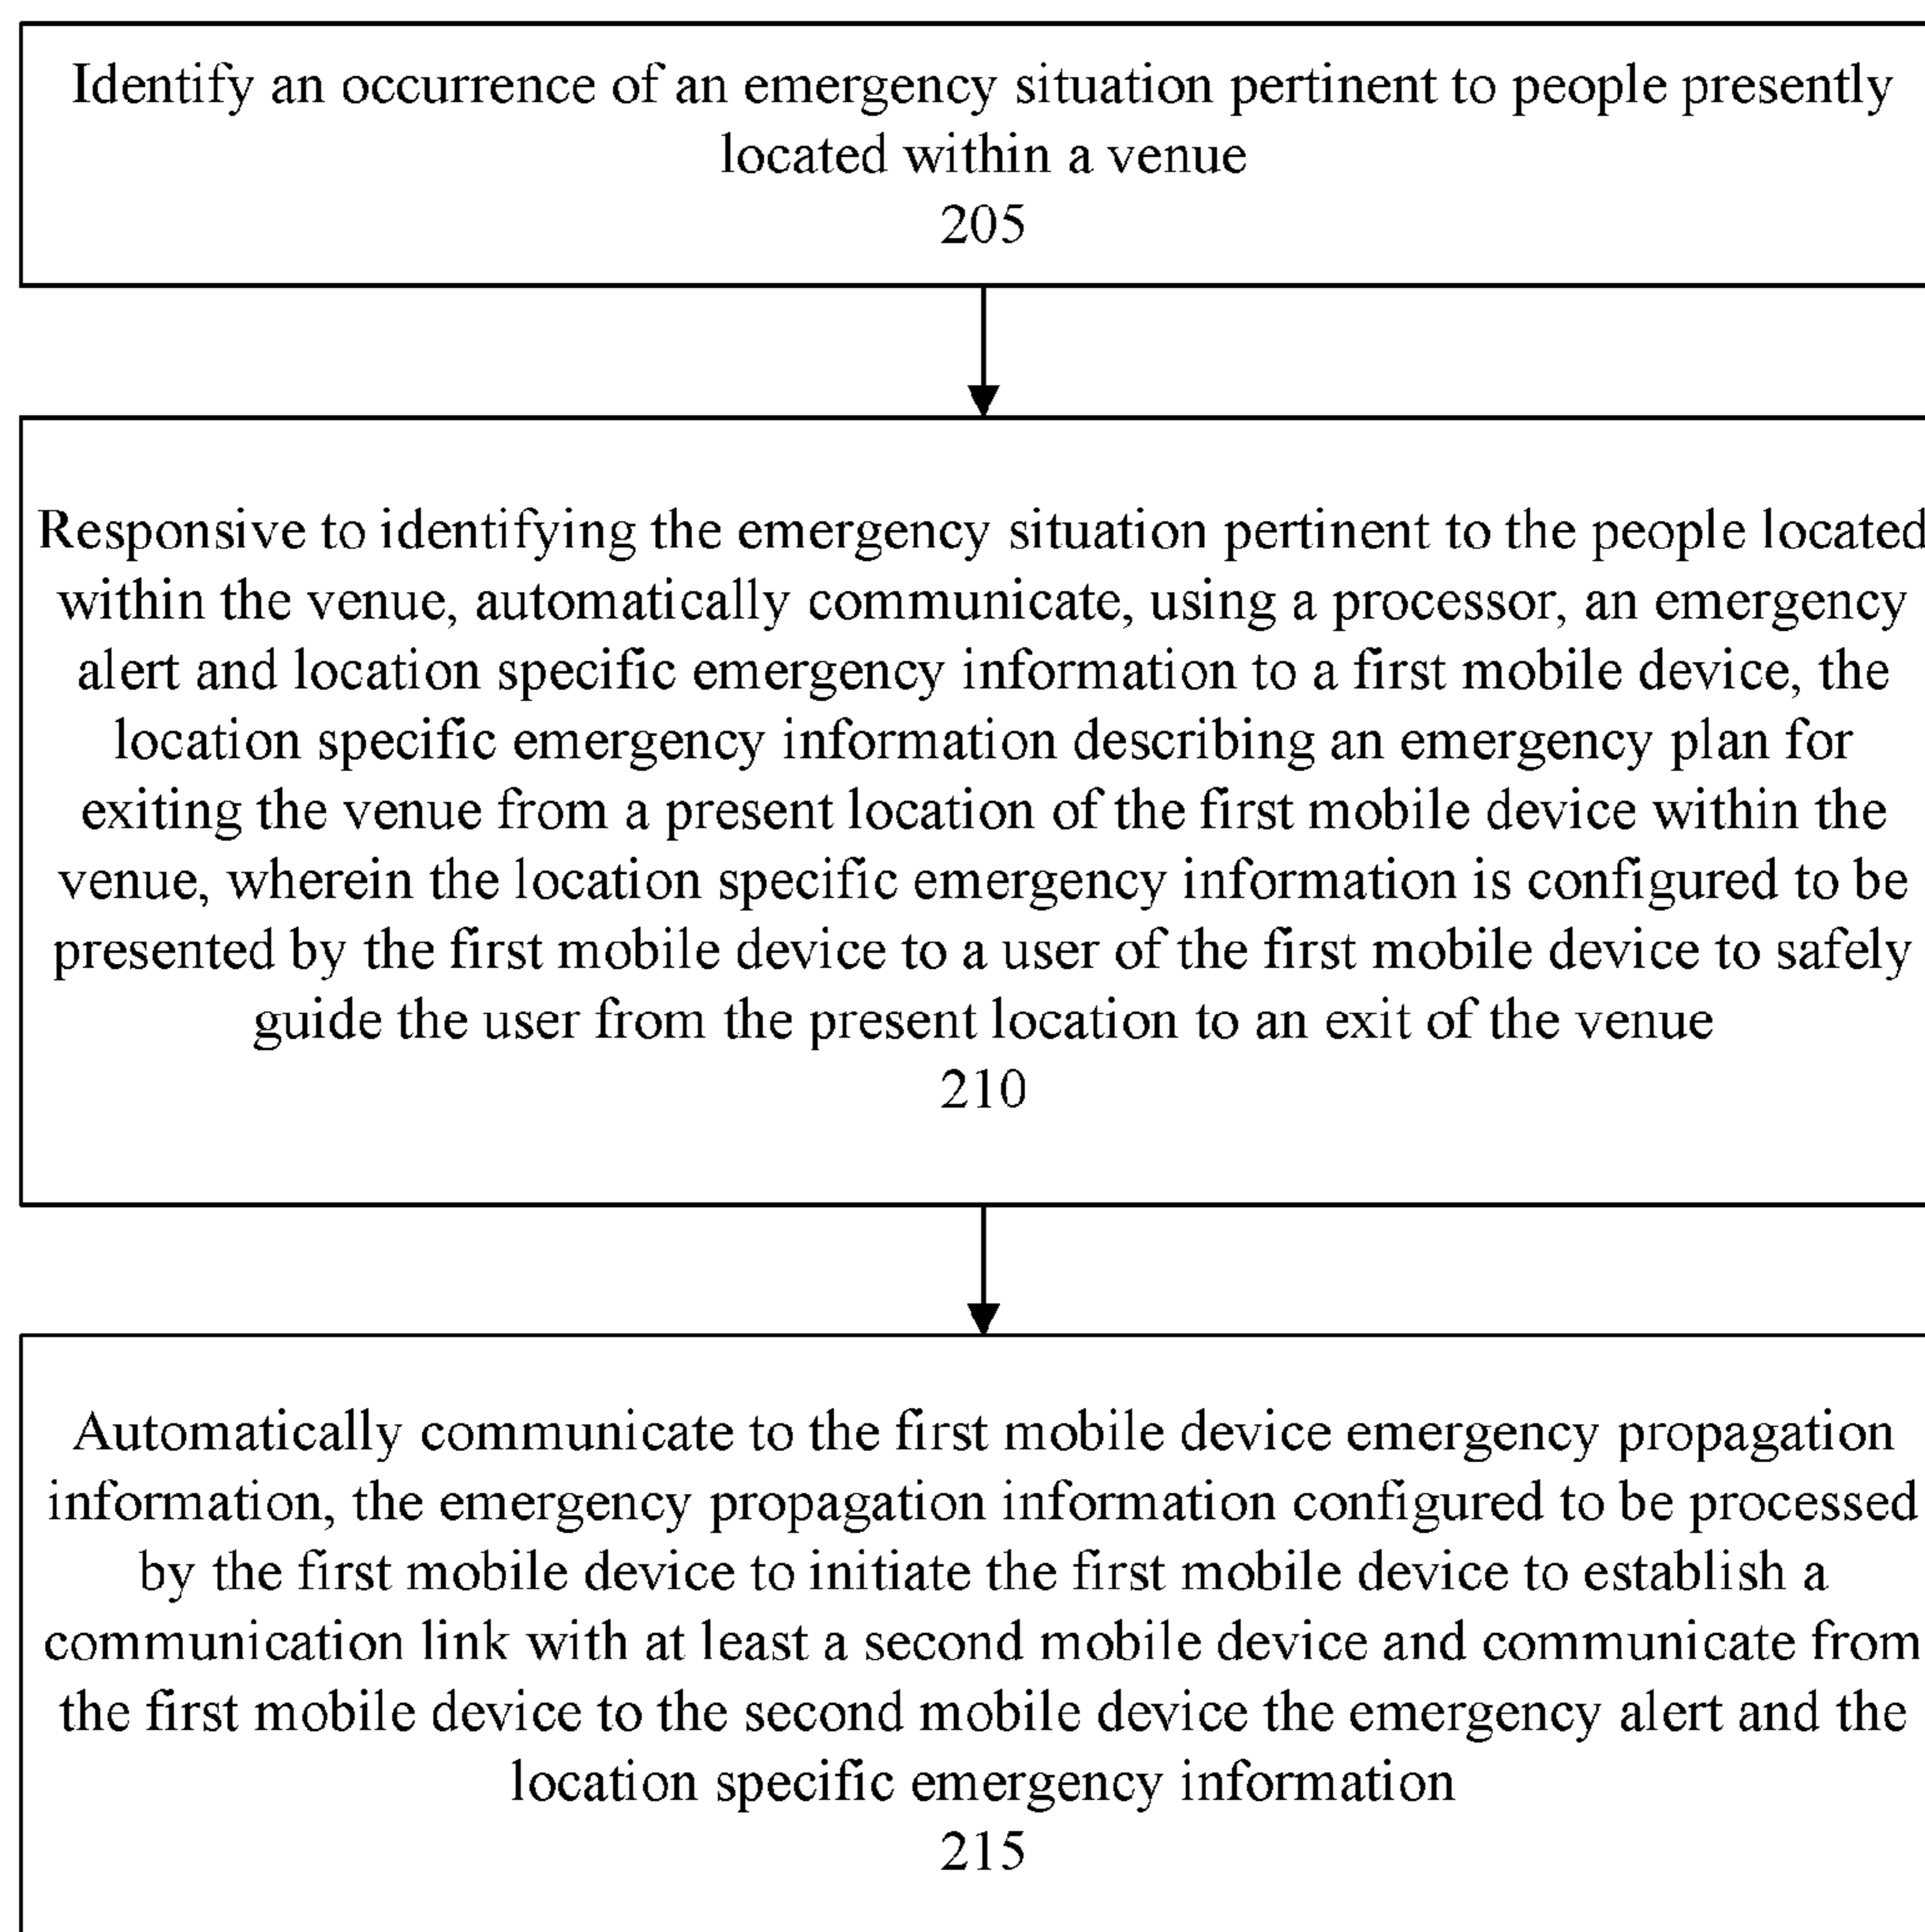 Identify an occurrence of an emergency situation pertinent to people presently
located within a venue
205
Responsive to identifying the emergency situation pertinent to the people located
within the venue, automatically communicate, using a processor, an emergency
alert and location specific emergency information to a first mobile device, the
location specific emergency information describing an emergency plan for
exiting the venue from a present location of the first mobile device within the
venue, wherein the location specific emergency information is configured to be
presented by the first mobile device to a user of the first mobile device to safely
guide the user from the present location to an exit of the venue
210
Automatically communicate to the first mobile device emergency propagation
information, the emergency propagation information configured to be processed
by the first mobile device to initiate the first mobile device to establish a
communication link with at least a second mobile device and communicate from
the first mobile device to the second mobile device the emergency alert and the
location specific emergency information
215